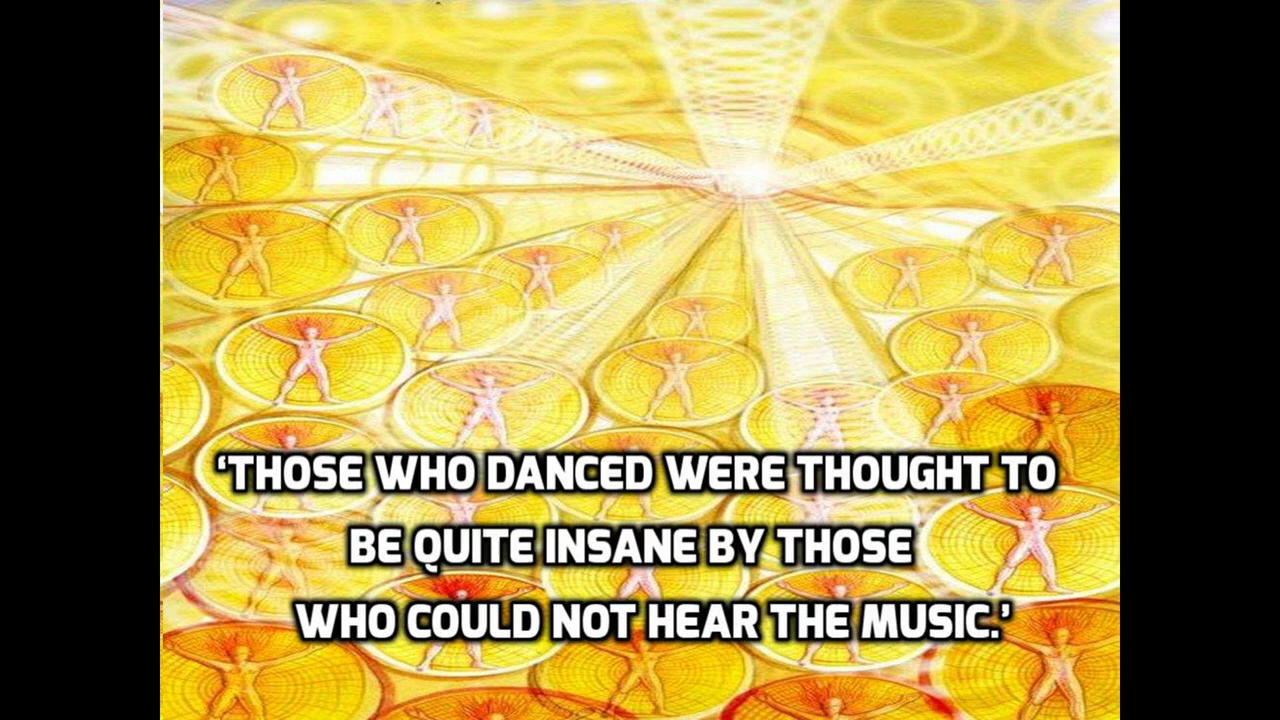 ‘THOSE WHO DANCED WERE THOUGHT TO
BE QUITE INSANE BY THOSE
WHO COULD NOT HEAR THE MUSIC.’